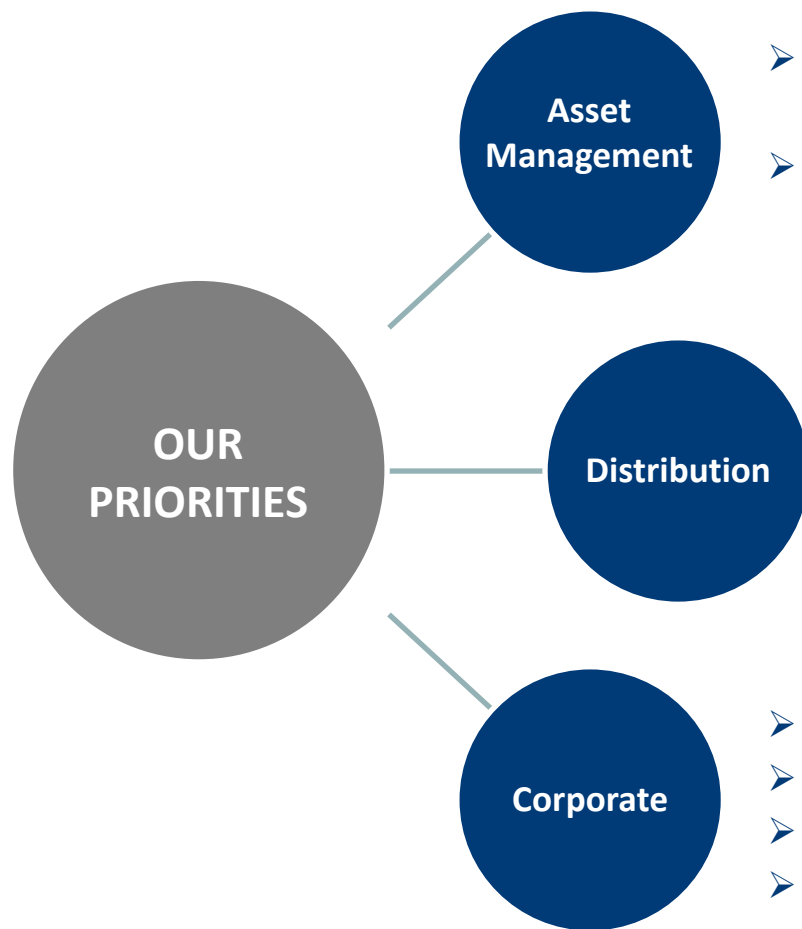 Asset
Management
OUR
PRIORITIES
Distribution
Corporate